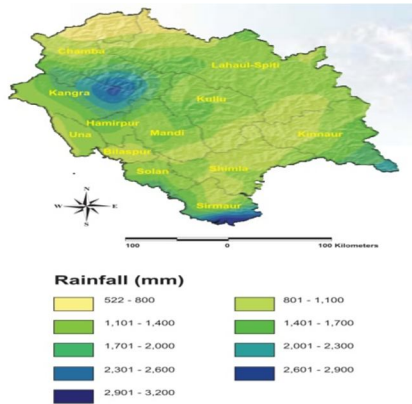 Chamba
Lahaul-Spiti
Kangra
Kullu
Hamirpur
Una
Mandi
Kinnaur
Bilaspur
Solan
Shimla
Sirmaur
N
W E
S
100 0 100 Kilometers
Rainfall (mm)
522 - 800 801 - 1,100
1,101 - 1,400 1,401 - 1,700
1,701 - 2,000 2,001 - 2,300
2,301 - 2,600 2,601 - 2,900
2,901 - 3,200